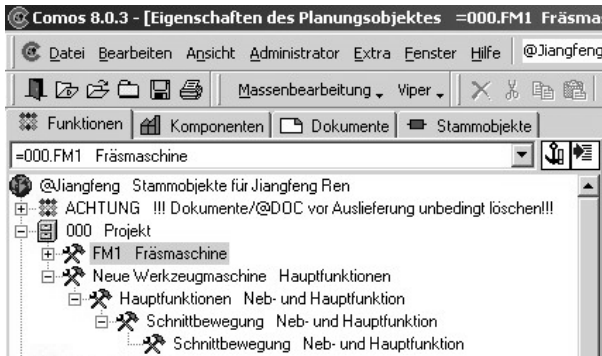 Comos 8.0.3 - [Eigenschaften des Planungsobjektes =000.FM1 Fräsma
Datei Bearbeiten Ansicht Administrator Extra Fenster Hilfe @Jiangfeng
Massenbearbeitung Viper
Funktionen Komponenten Dokumente Stammobjekte
=000.FM1 Fräsmaschine
@Jiangfeng Stammobjekte für Jiangfeng Ren
ACHTUNG !!! Dokumente/@DOC vor Auslieferung unbedingt löschen!!!
000 Projekt
FM1 Fräsmaschine
Neue Werkzeugmaschine Hauptfunktionen
Hauptfunktionen Neb- und Hauptfunktion
Schnittbewegung Neb- und Hauptfunktion
Schnittbewegung Neb- und Hauptfunktion